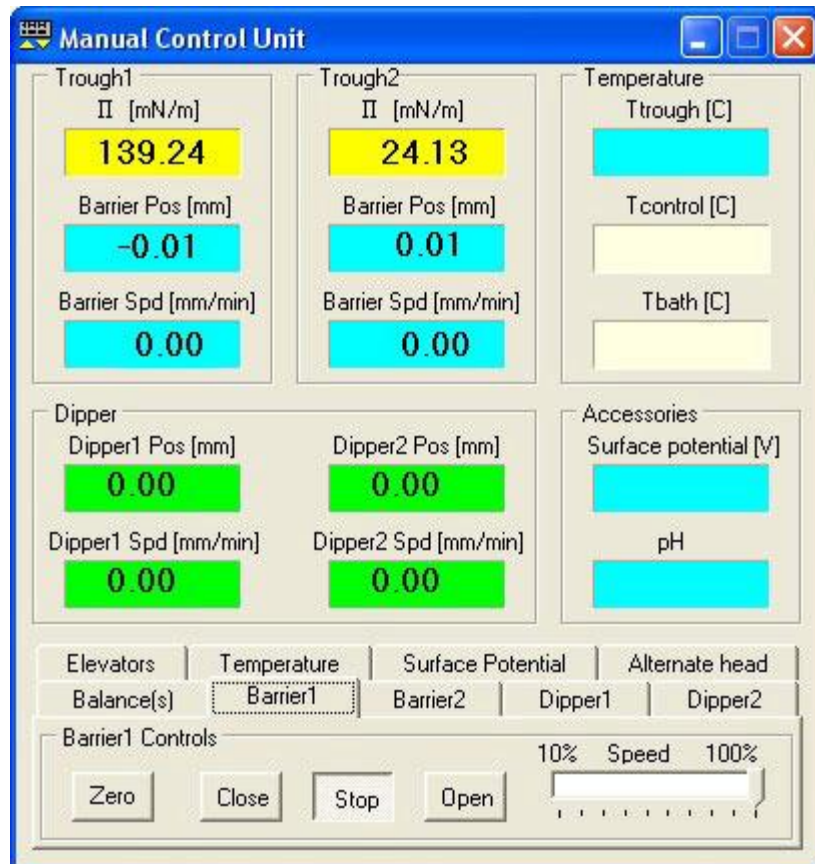 Manual Control Unit
Trough1
Π [mN/m]
139.24
Barrier Pos [mm]
-0.01
Barrier Spd [mm/min]
0.00
Trough2
Π [mN/m]
24.13
Barrier Pos [mm]
0.01
Barrier Spd [mm/min]
0.00
Temperature
Ttrough [C]
Tcontrol [C]
Tbath [C]
Dipper
Dipper1 Pos [mm]
0.00
Dipper1 Spd [mm/min]
0.00
Dipper2 Pos [mm]
0.00
Dipper2 Spd [mm/min]
0.00
Accessories
Surface potential [V]
pH
Elevators Temperature Surface Potential Alternate head
Balance(s) Barrier1 Barrier2 Dipper1 Dipper2
Barrier1 Controls
Zero Close Stop Open
10% Speed 100%